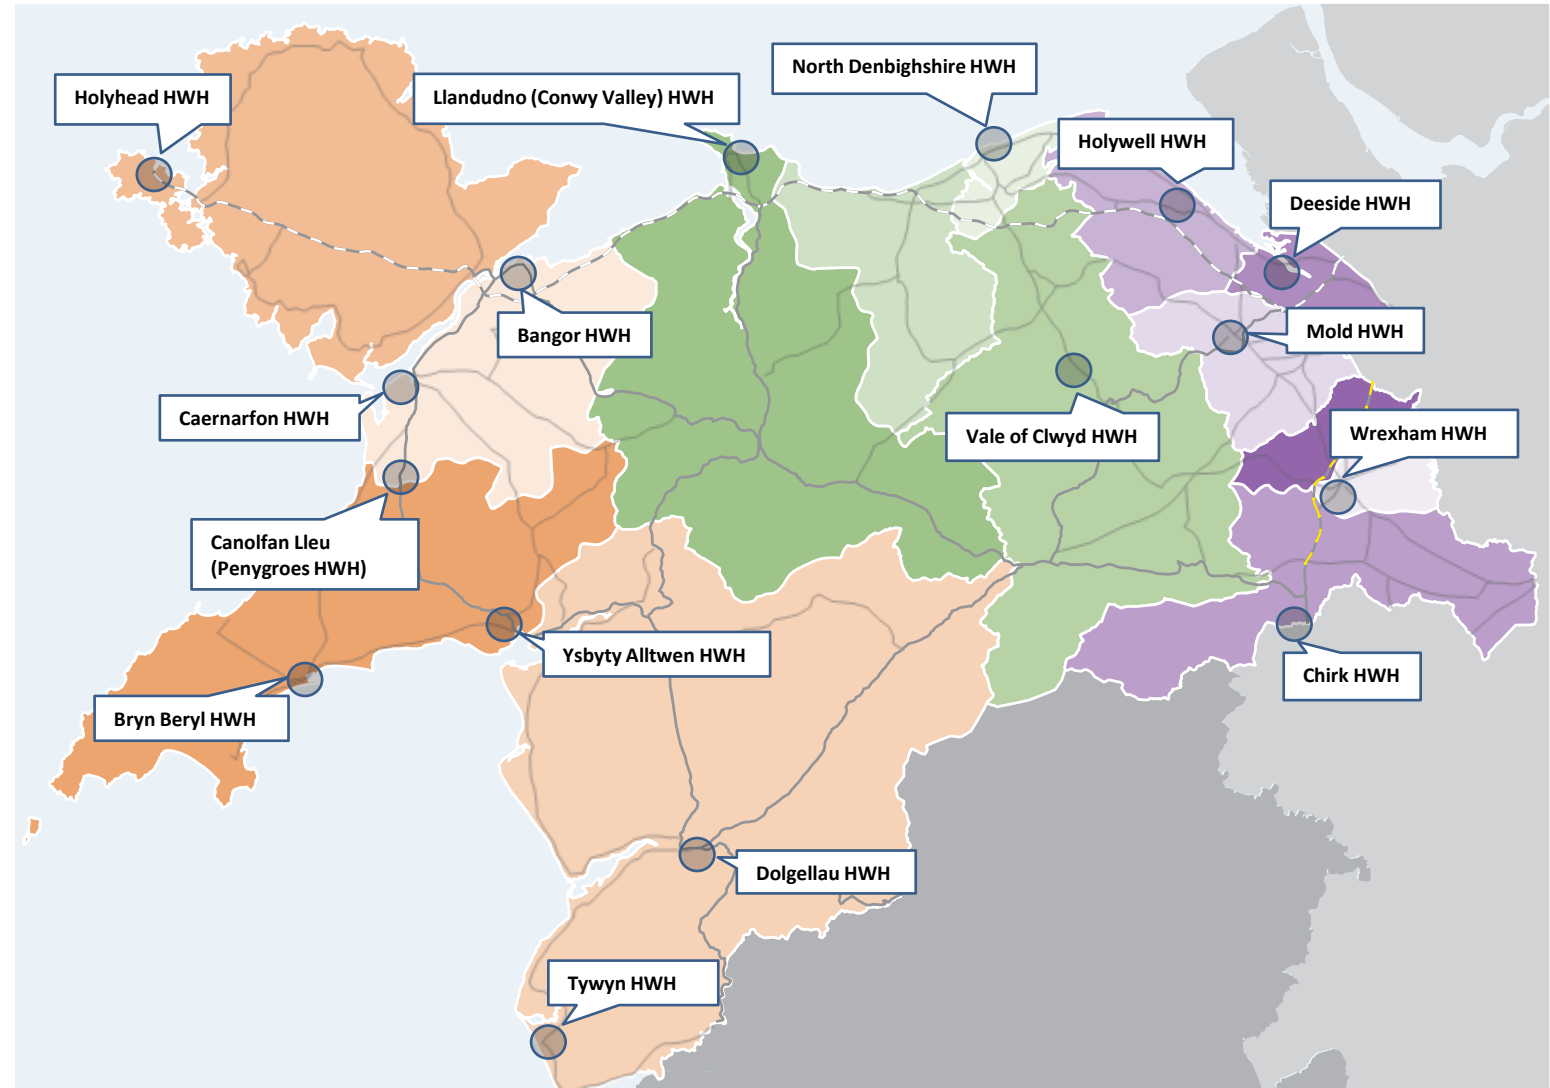 North Denbighshire HWH
Holyhead HWH
Llandudno (Conwy Valley) HWH
Holywell HWH
Deeside HWH
Bangor HWH
Mold HWH
Caernarfon HWH
Vale of Clwyd HWH
Wrexham HWH
Canolfan Lleu
(Penygroes HWH)
Ysbyty Alltwen HWH
Chirk HWH
Bryn Beryl HWH
Dolgellau HWH
Tywyn HWH